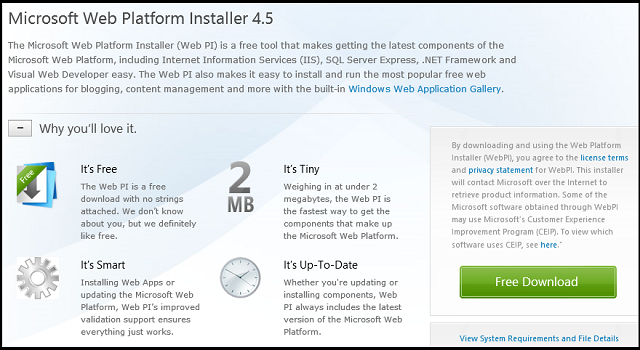 Microsoft Web Platform Installer 4.5
The Microsoft Web Platform Installer (Web PI) is a free tool that makes getting the latest components of the
Microsoft Web Platform, including Internet Information Services (IIS), SQL Server Express, .NET Framework and
Visual Web Developer easy. The Web PI also makes it easy to install and run the most popular free web
applications for blogging, content management and more with the built-in Windows Web Application Gallery.
Why you'll love it.
Free
It's Free
The Web PI is a free
download with no strings
attached. We don't know
about you, but we definitely
like free.
2
MB
It's Tiny
Weighing in at under 2
megabytes, the Web PI is
the fastest way to get the
components that make up
the Microsoft Web Platform.
It's Smart
Installing Web Apps or
updating the Microsoft Web
Platform, Web PI's improved
validation support ensures
everything just works.
It's Up-To-Date
Whether you're updating or
installing components, Web
PI always includes the latest
version of the Microsoft Web
Platform.
By downloading and using the Web Platform
Installer (WebPI), you agree to the license terms
and privacy statement for WebPI. This installer
will contact Microsoft over the Internet to
retrieve product information. Some of the
Microsoft software obtained through WebPI
may use Microsoft's Customer Experience
Improvement Program (CEIP). To view which
software uses CEIP, see here."
Free Download
View System Requirements and File Details